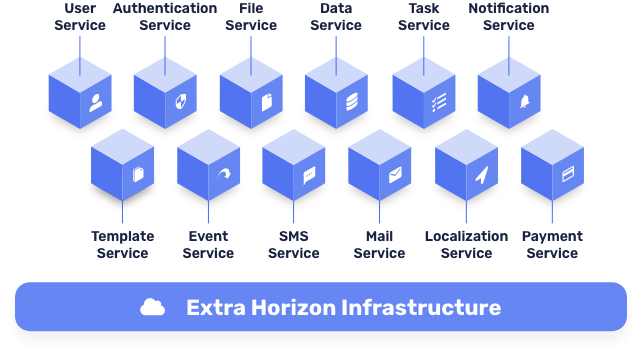 User Service
Authentication Service
File Service
Data Service
Task Service
Notification Service
Template Service
Event Service
SMS Service
Mail Service
Localization Service
Payment Service
Extra Horizon Infrastructure